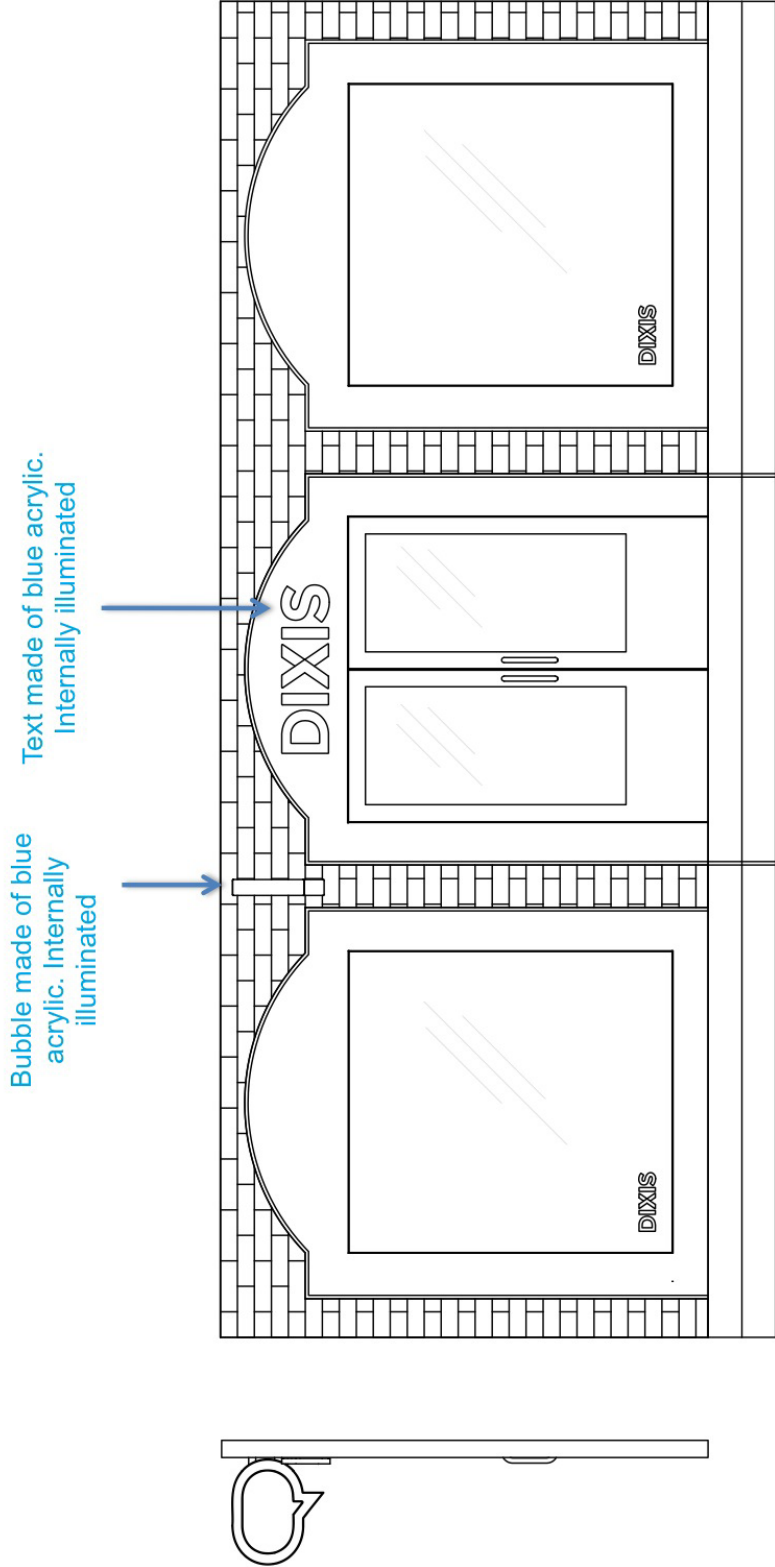 Bubble made of blue
acrylic. Internally
illuminated
Text made of blue acrylic.
Internally illuminated
DIXIS
DIXIS
DIXIS